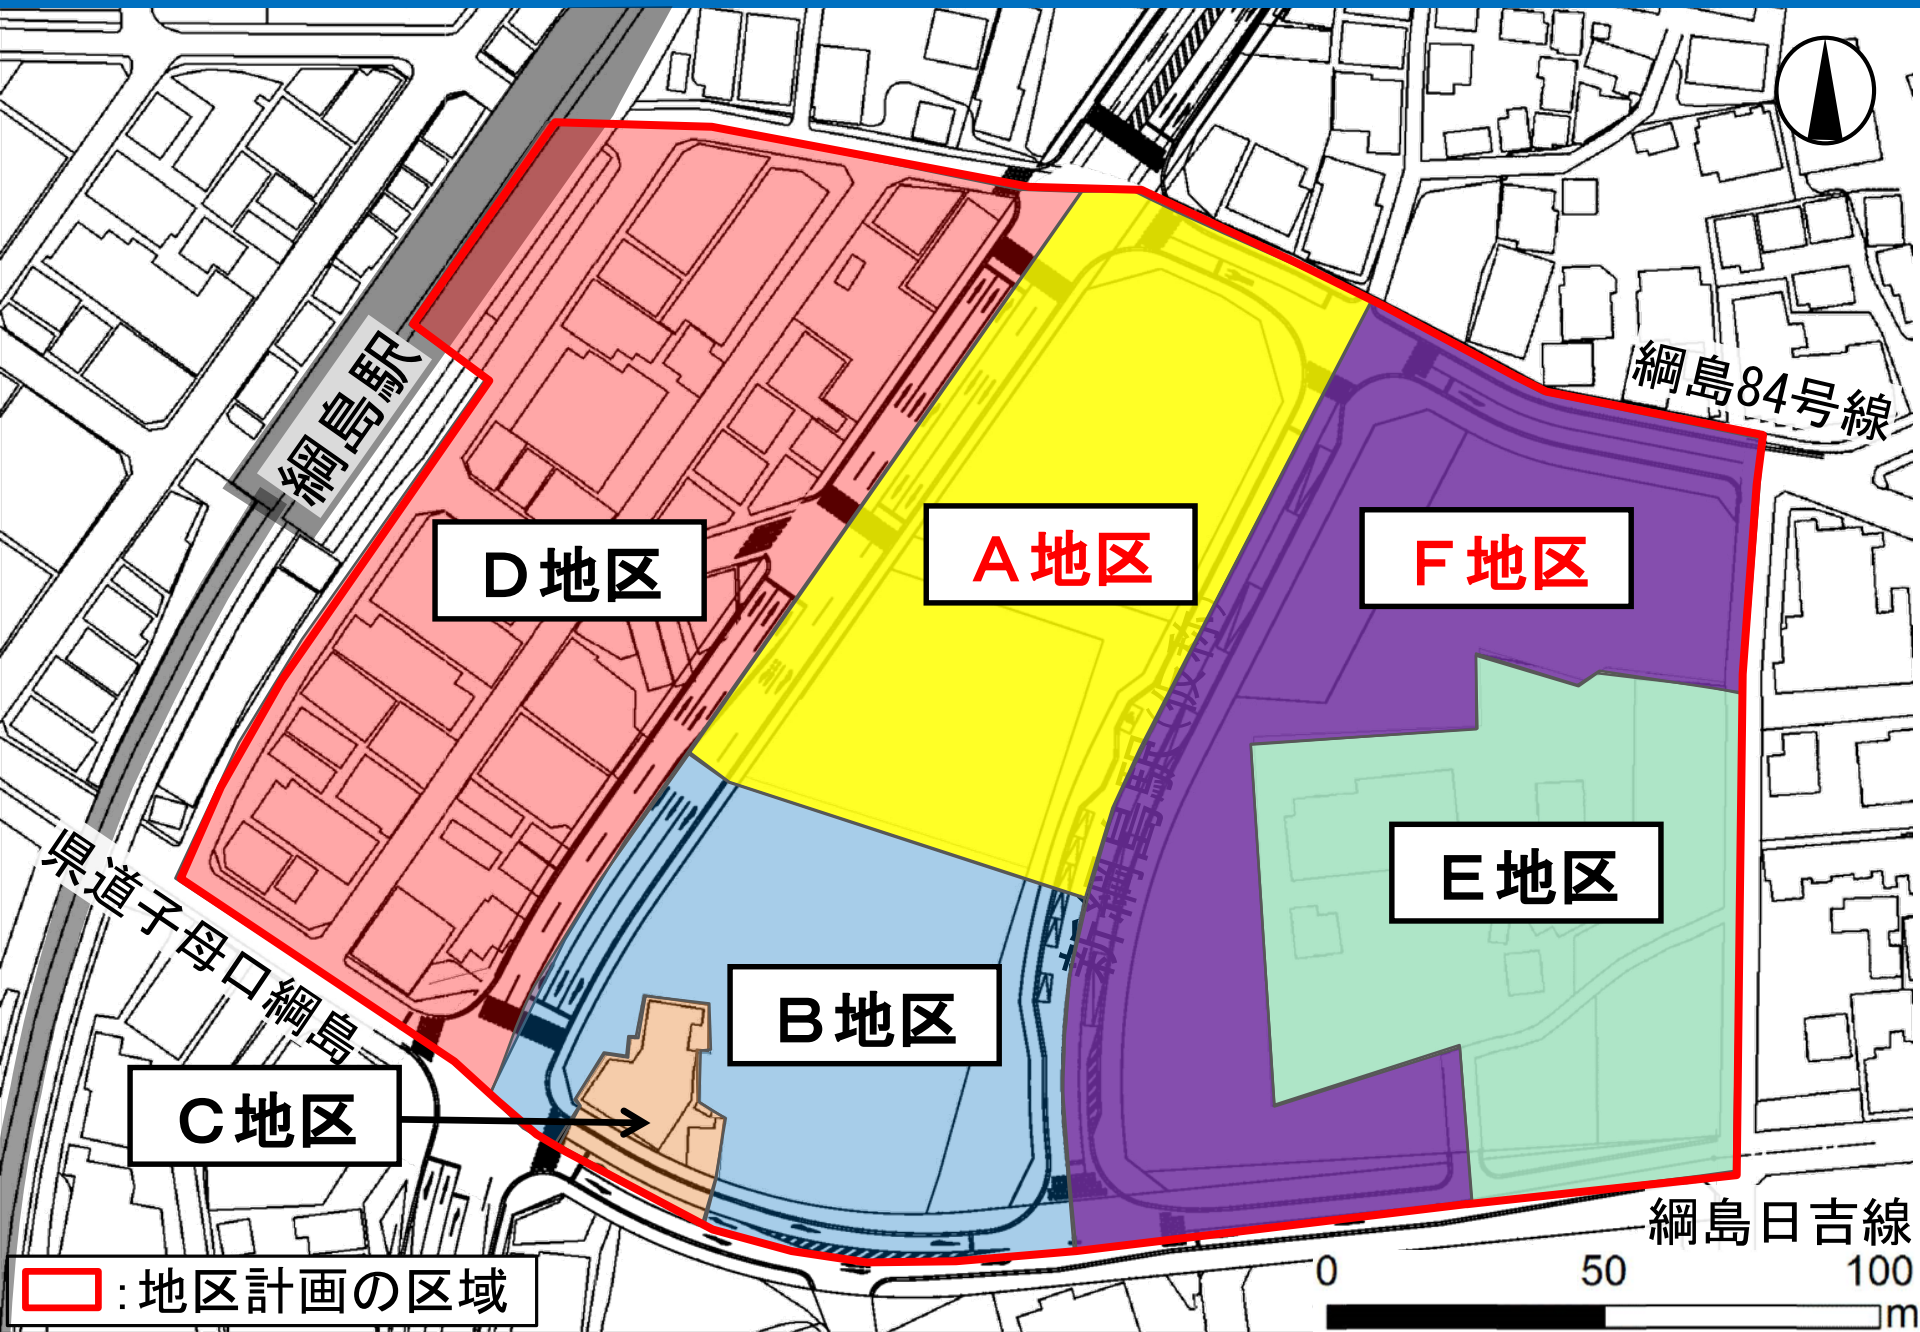 綱島駅
綱島84号線
D地区
A地区
F地区
E地区
B地区
C地区
県道子母口綱島
綱島日吉線
:地区計画の区域
0 50 100
m